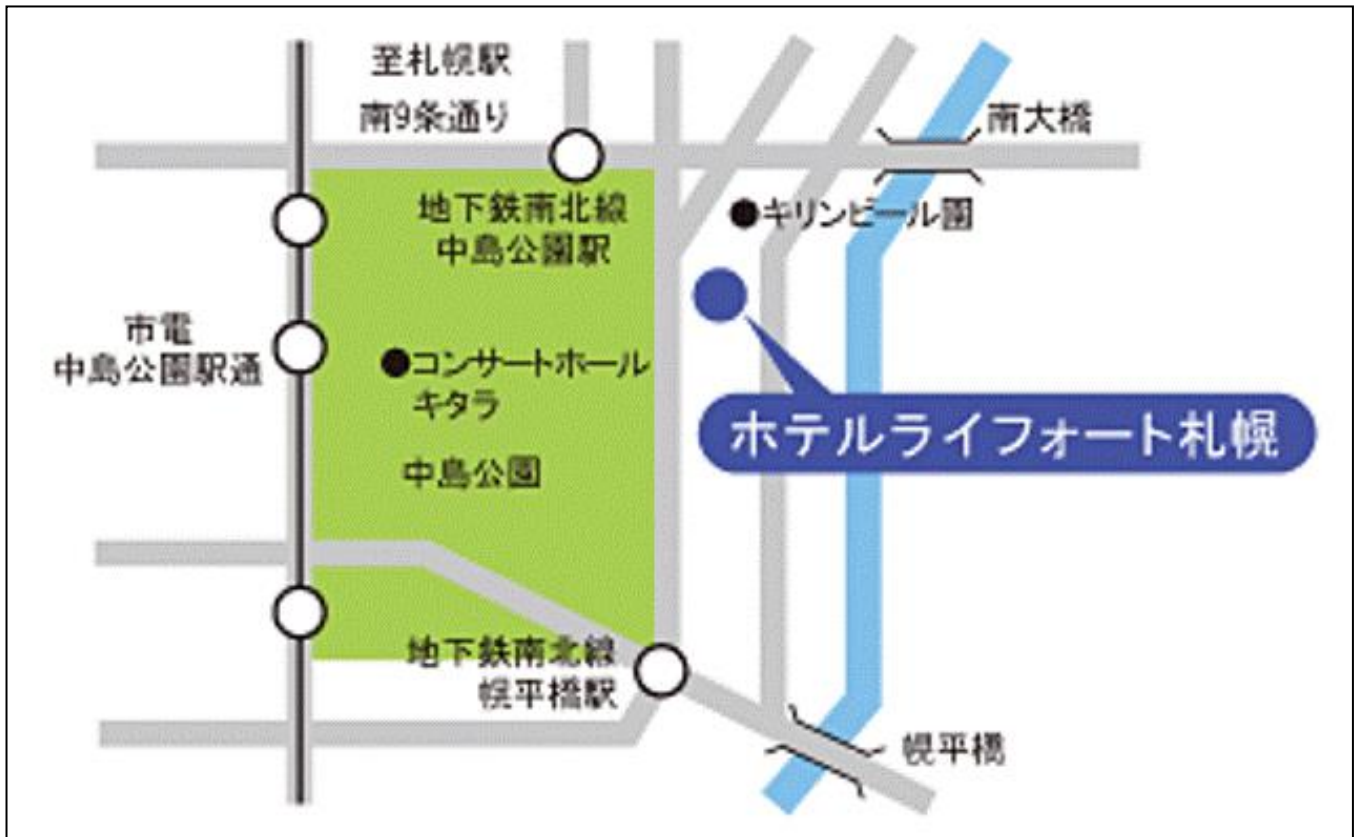 至札幌駅
南9条通り
南大橋
地下鉄南北線
中島公園駅
●キリンビール園
市電
中島公園駅通
●コンサートホール
キタラ
ホテルライフォート札幌
中島公園
地下鉄南北線
幌平橋駅
幌平橋